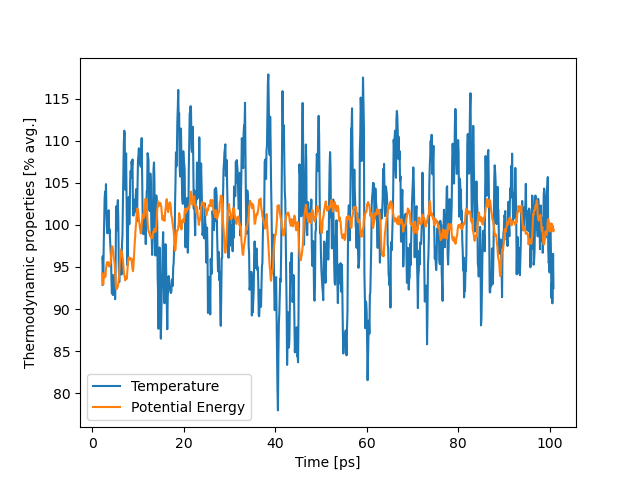 Thermodynamic properties [% avg.]
115
110
105
100
95
90
85
80
Temperature
Potential Energy
0 20 40 60 80 100
Time [ps]